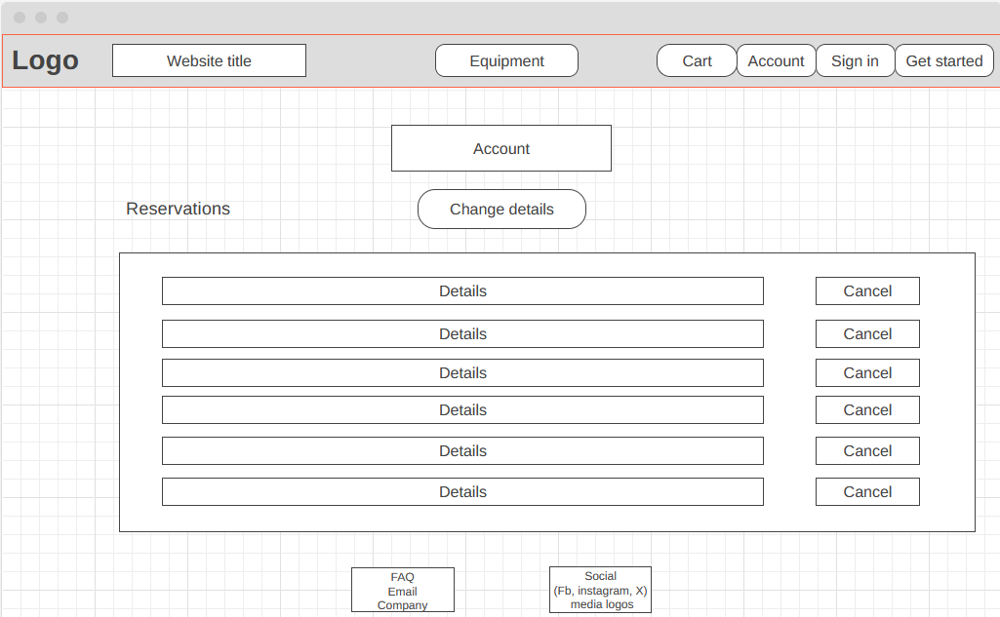 Logo
Website title
Equipment
Cart
Account
Sign in
Get started
Account
Reservations
Change details
Details
Cancel
Details
Cancel
Details
Cancel
Details
Cancel
Details
Cancel
Details
Cancel
FAQ
Email
Company
Social
(Fb, instagram, X)
media logos